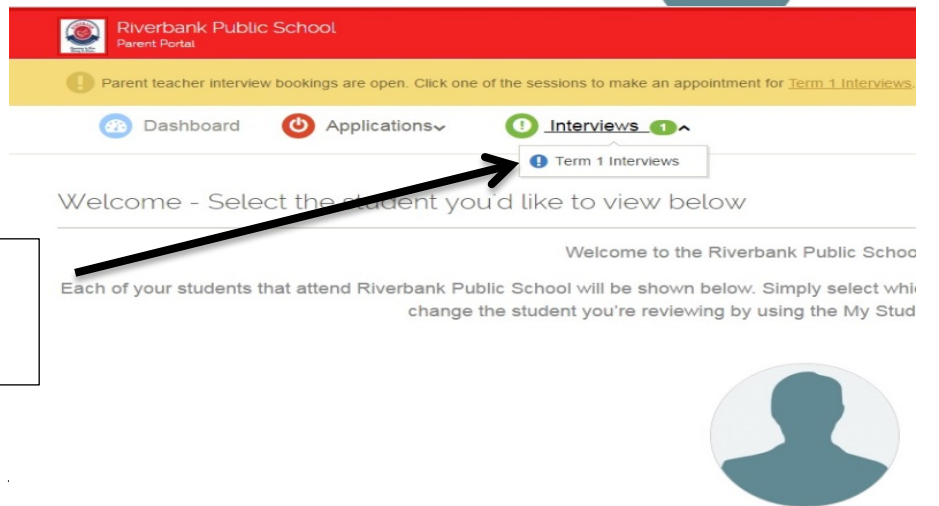 Riverbank Public School
Parent Portal
Parent teacher interview bookings are open. Click one of the sessions to make an appointment for Term 1 Interviews.
Dashboard Applications Interviews 1
Term 1 Interviews
Welcome - Select the student you'd like to view below
Welcome to the Riverbank Public Schoo
Each of your students that attend Riverbank Public School will be shown below. Simply select whi
change the student you're reviewing by using the My Stud